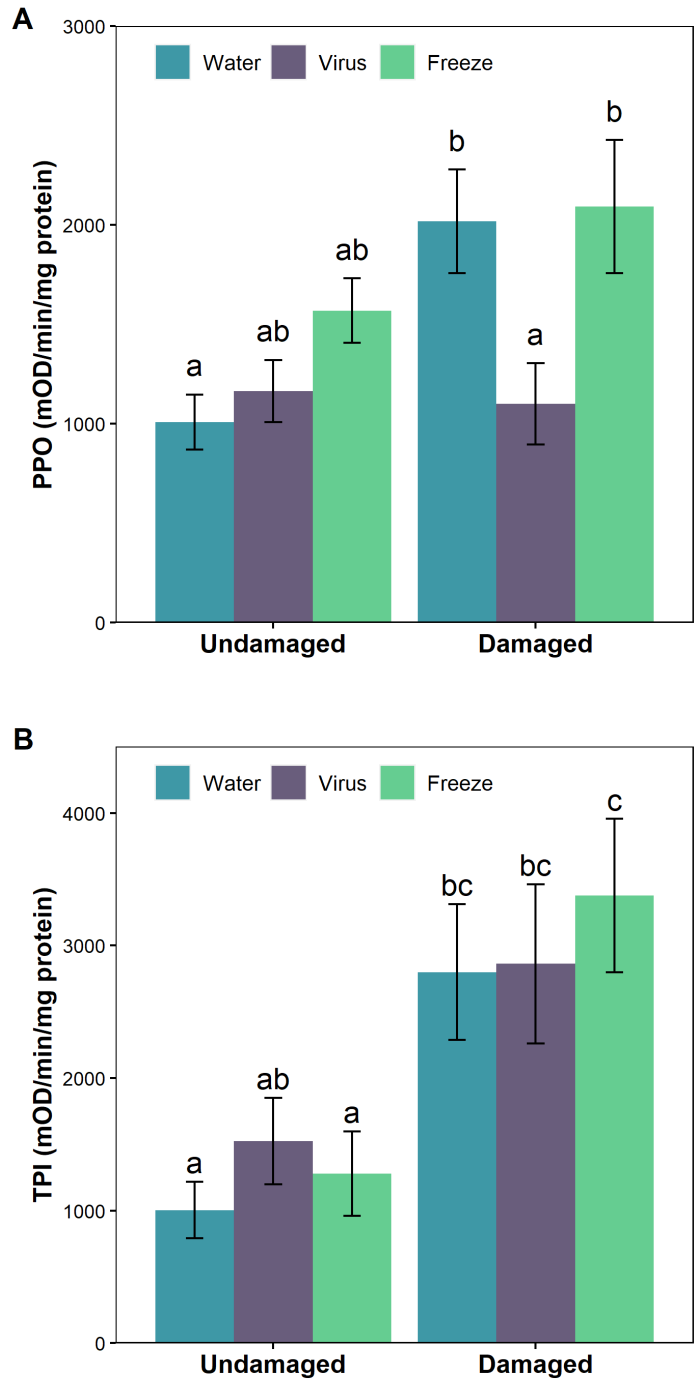 A
3000
Water Virus Freeze
b
b
2000
ab
ab
a
a
1000
0
PPO (mOD/min/mg protein)
Undamaged Damaged
B
Water Virus Freeze
4000
c
bc bc
3000
2000
ab
a
a
1000
0
TPI (mOD/min/mg protein)
Undamaged Damaged